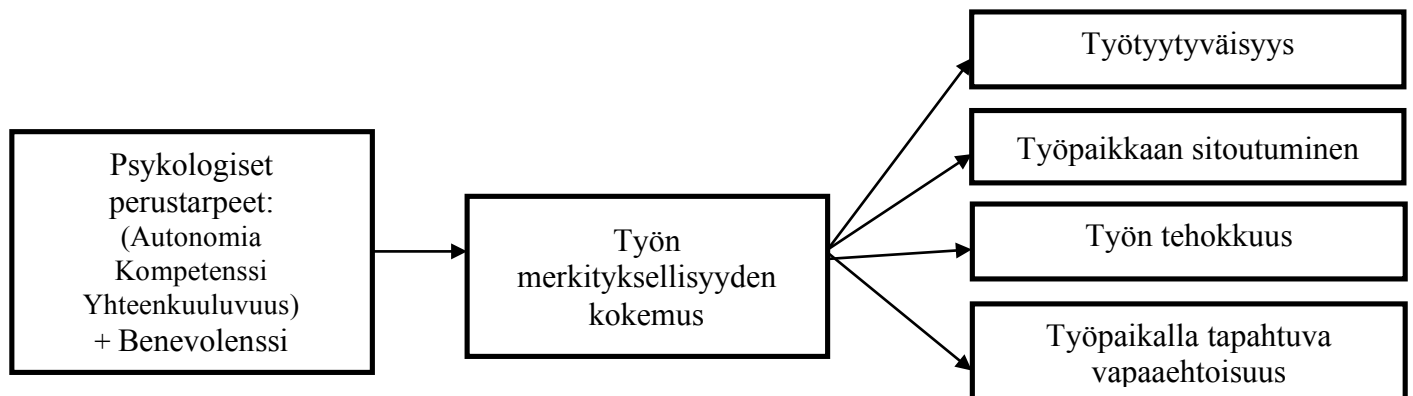 Psykologiset
perustarpeet:
(Autonomia
Kompetenssi
Yhteenkuuluvuus)
+ Benevolenssi
Työn
merkityksellisyyden
kokemus
Työtyytyväisyys
Työpaikkaan sitoutuminen
Työn tehokkuus
Työpaikalla tapahtuva
vapaaehtoisuus